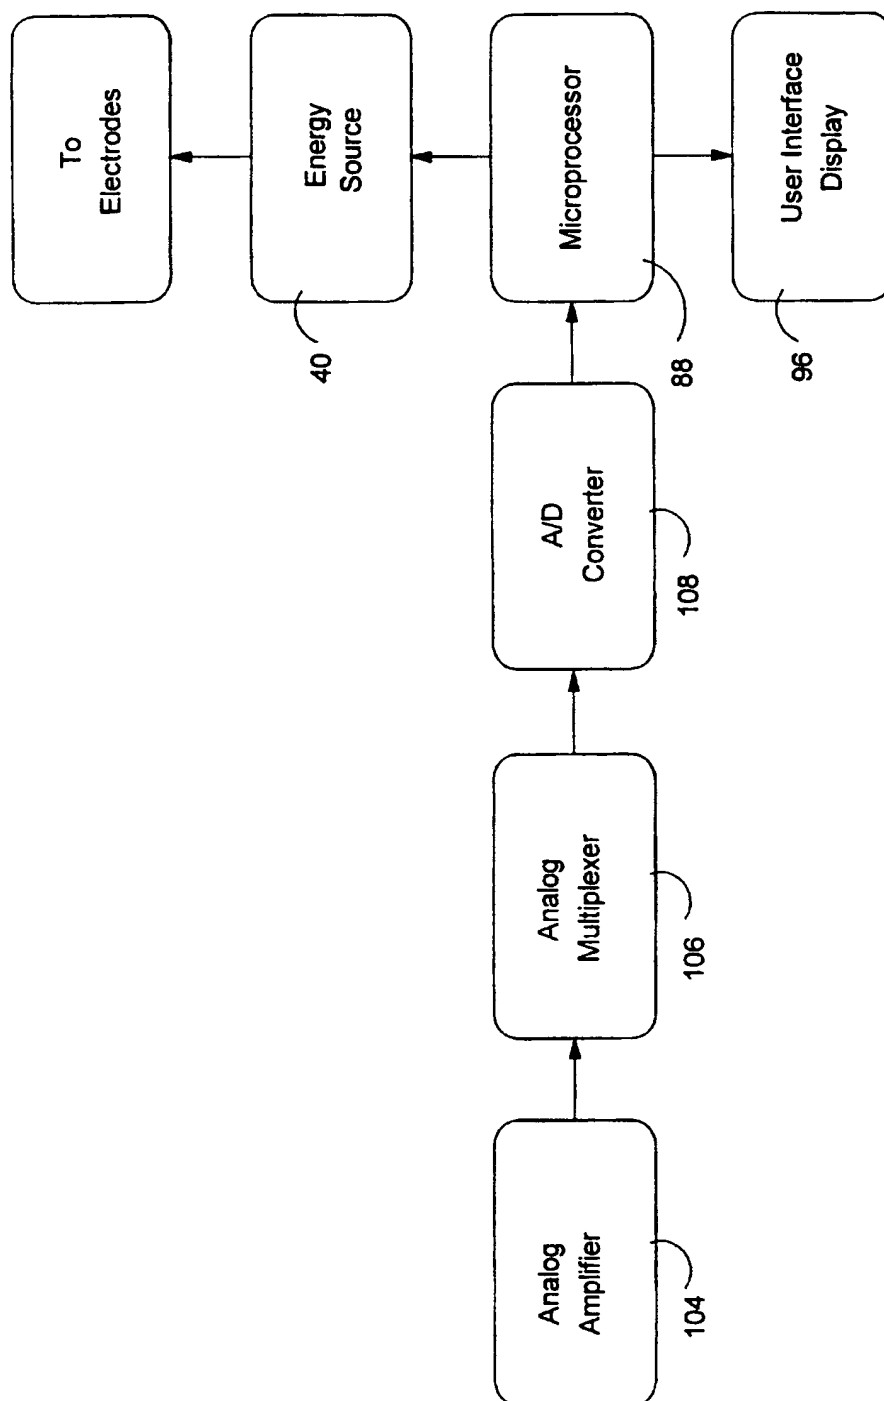 To
Electrodes
Energy
Source
40
Microprocessor
88
User Interface
Display
96
A/D
Converter
108
Analog
Multiplexer
106
Analog
Amplifier
104